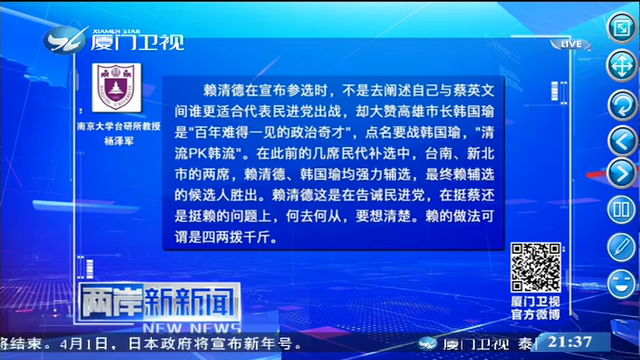 XIAMEN STAR
厦门卫视
LIVE
南京大学台研所教授
杨泽军
赖清德在宣布参选时，不是去阐述自己与蔡英文
间谁更适合代表民进党出战，却大赞高雄市长韩国瑜
是"百年难得一见的政治奇才"，点名要战韩国瑜，"清
流PK韩流"。在此前的几席民代补选中，台南、新北
市的两席，赖清德、韩国瑜均强力辅选，最终赖辅选
的候选人胜出。赖清德这是在告诫民进党，在挺蔡还
是挺赖的问题上，何去何从，要想清楚。赖的做法可
谓是四两拨千斤。
厦门卫视
官方微博
两岸新新闻
NEW NEWS
将结束。4月1日，日本政府将宣布新年号。
厦门卫视
21:37